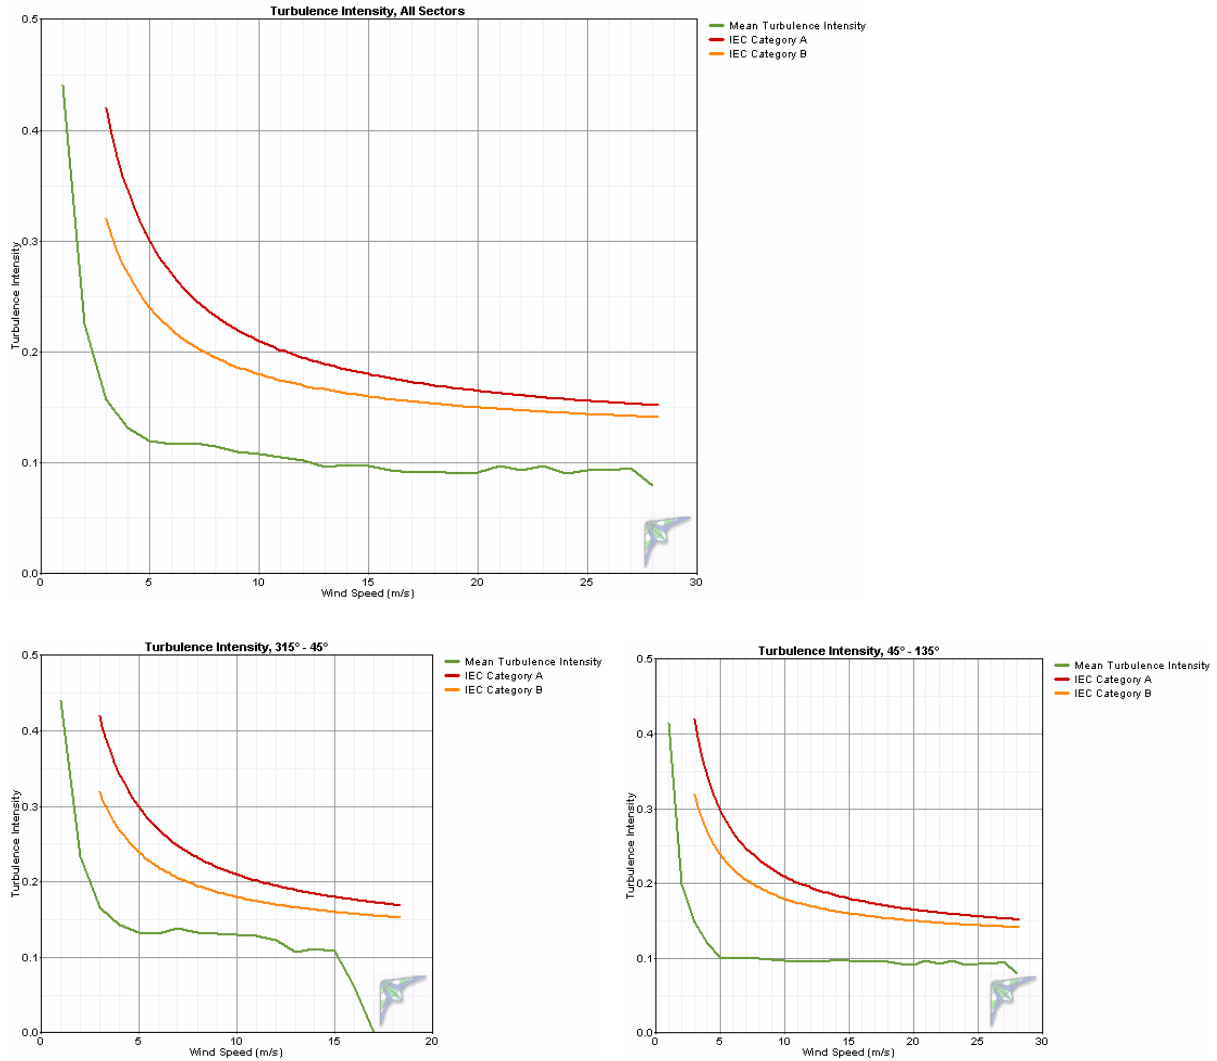 Turbulence Intensity, All Sectors
Mean Turbulence Intensity
IEC Category A
IEC Category B
0.5
0.4
0.3
0.2
0.1
0.0
Turbulence Intensity
0 5 10 15 20 25 30
Wind Speed (m/s)
Turbulence Intensity, 315° - 45°
Mean Turbulence Intensity
IEC Category A
IEC Category B
0.5
0.4
0.3
0.2
0.1
0.0
Turbulence Intensity
0 5 10 15 20
Wind Speed (m/s)
Turbulence Intensity, 45° - 135°
Mean Turbulence Intensity
IEC Category A
IEC Category B
0.5
0.4
0.3
0.2
0.1
0.0
Turbulence Intensity
0 5 10 15 20 25 30
Wind Speed (m/s)